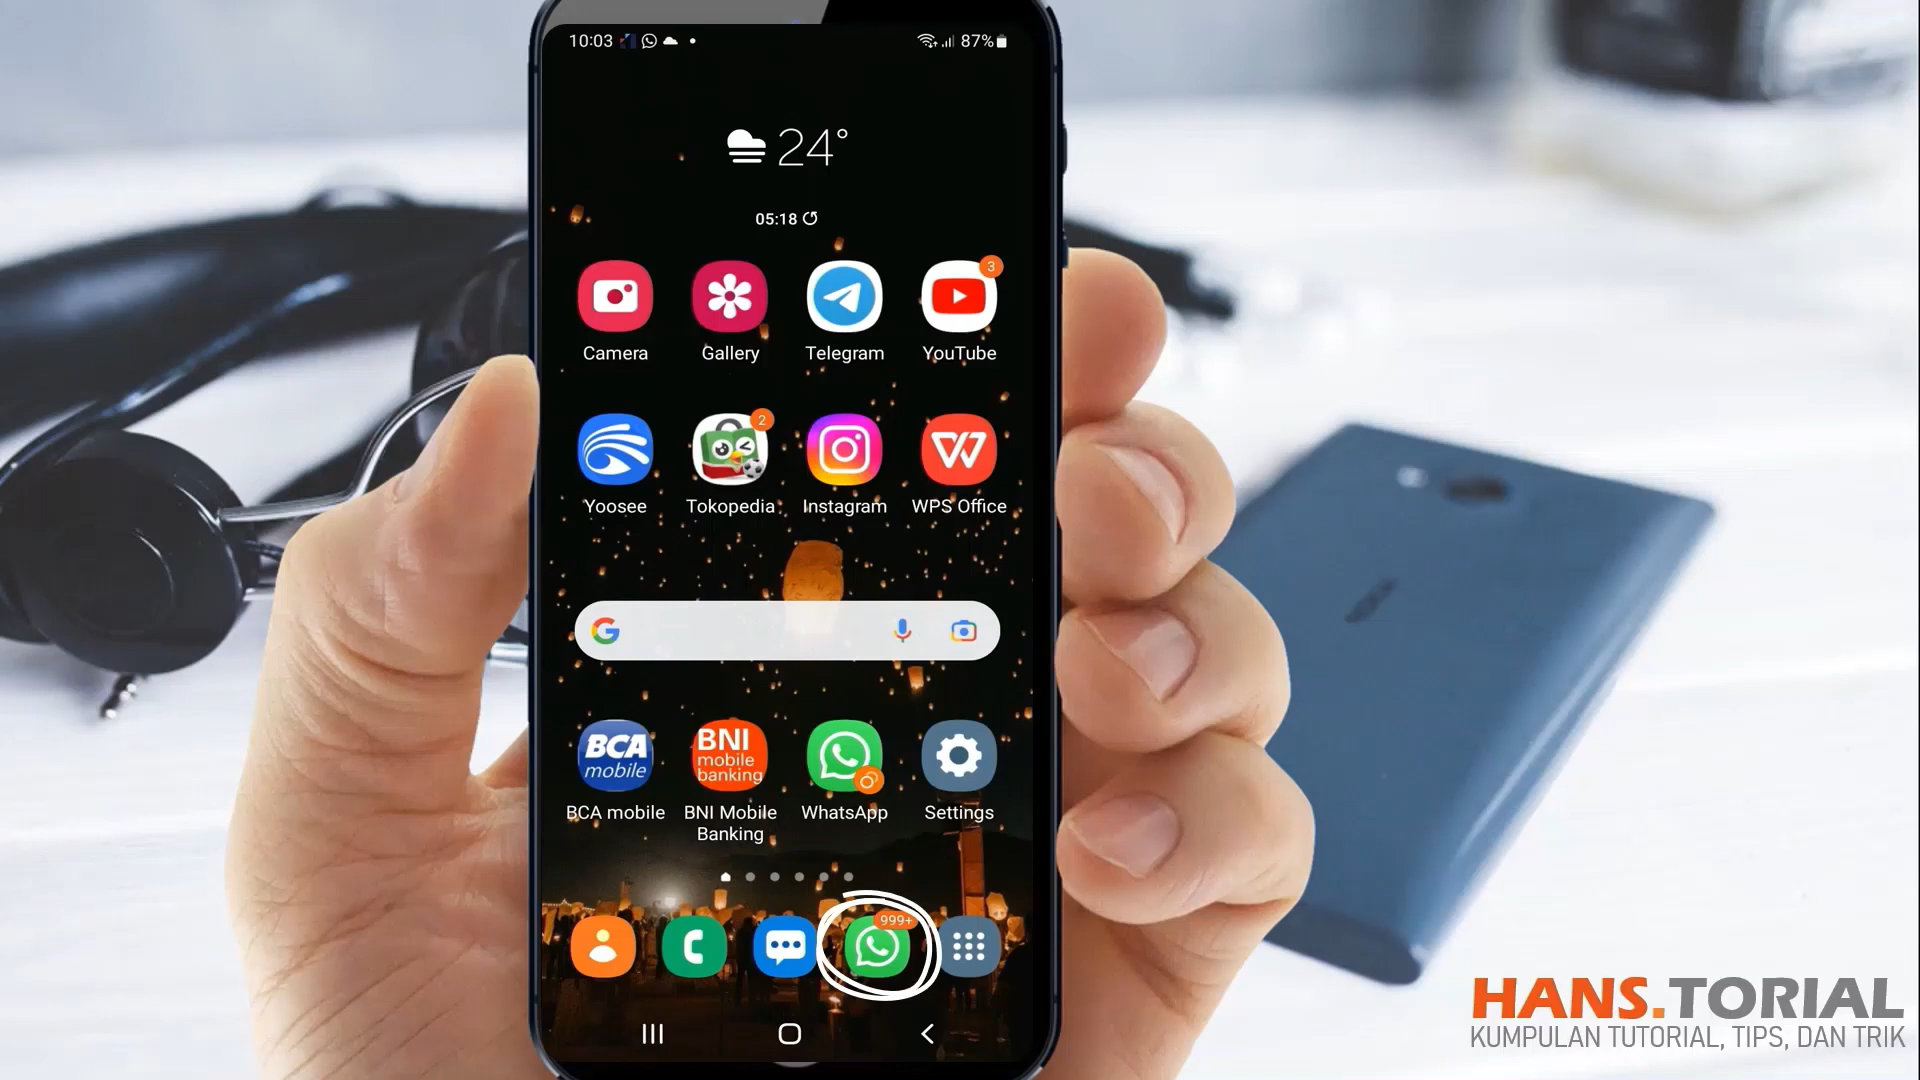 10:03
87%
24°
05:18
3
Camera
Gallery
Telegram
YouTube
2
Yoosee
Tokopedia
Instagram
WPS Office
BCA
mobile
BNI
mobile
banking
BCA mobile
BNI Mobile
Banking
WhatsApp
Settings
999+
HANS.TORIAL
KUMPULAN TUTORIAL, TIPS, DAN TRIK